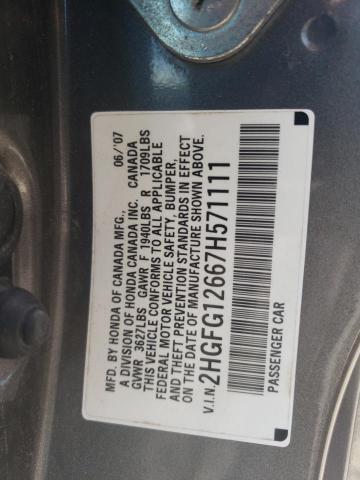 MFD. BY HONDA OF CANADA MFG., 06/'07
A DIVISION OF HONDA CANADA INC. CANADA
GVWR 3627LBS GAWR F 1940LBS R 1709LBS
THIS VEHICLE CONFORMS TO ALL APPLICABLE
FEDERAL MOTOR VEHICLE SAFETY, BUMPER,
AND THEFT PREVENTION STANDARDS IN EFFECT
ON THE DATE OF MANUFACTURE SHOWN ABOVE.
V.I.N. 2HGFG12667H571111
PASSENGER CAR